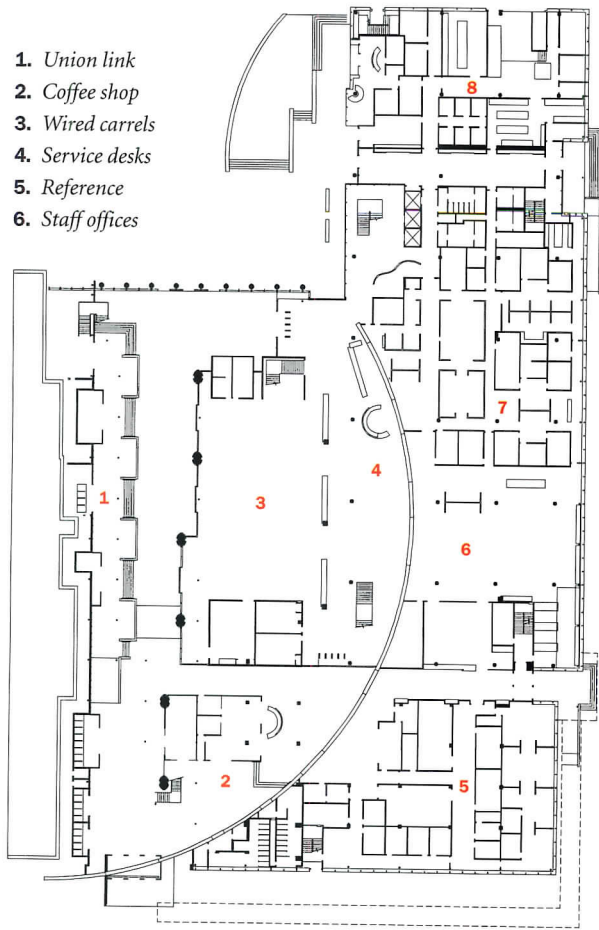 1. Union link
2. Coffee shop
3. Wired carrels
4. Service desks
5. Reference
6. Staff offices
8
7
4
1
3
6
2
5